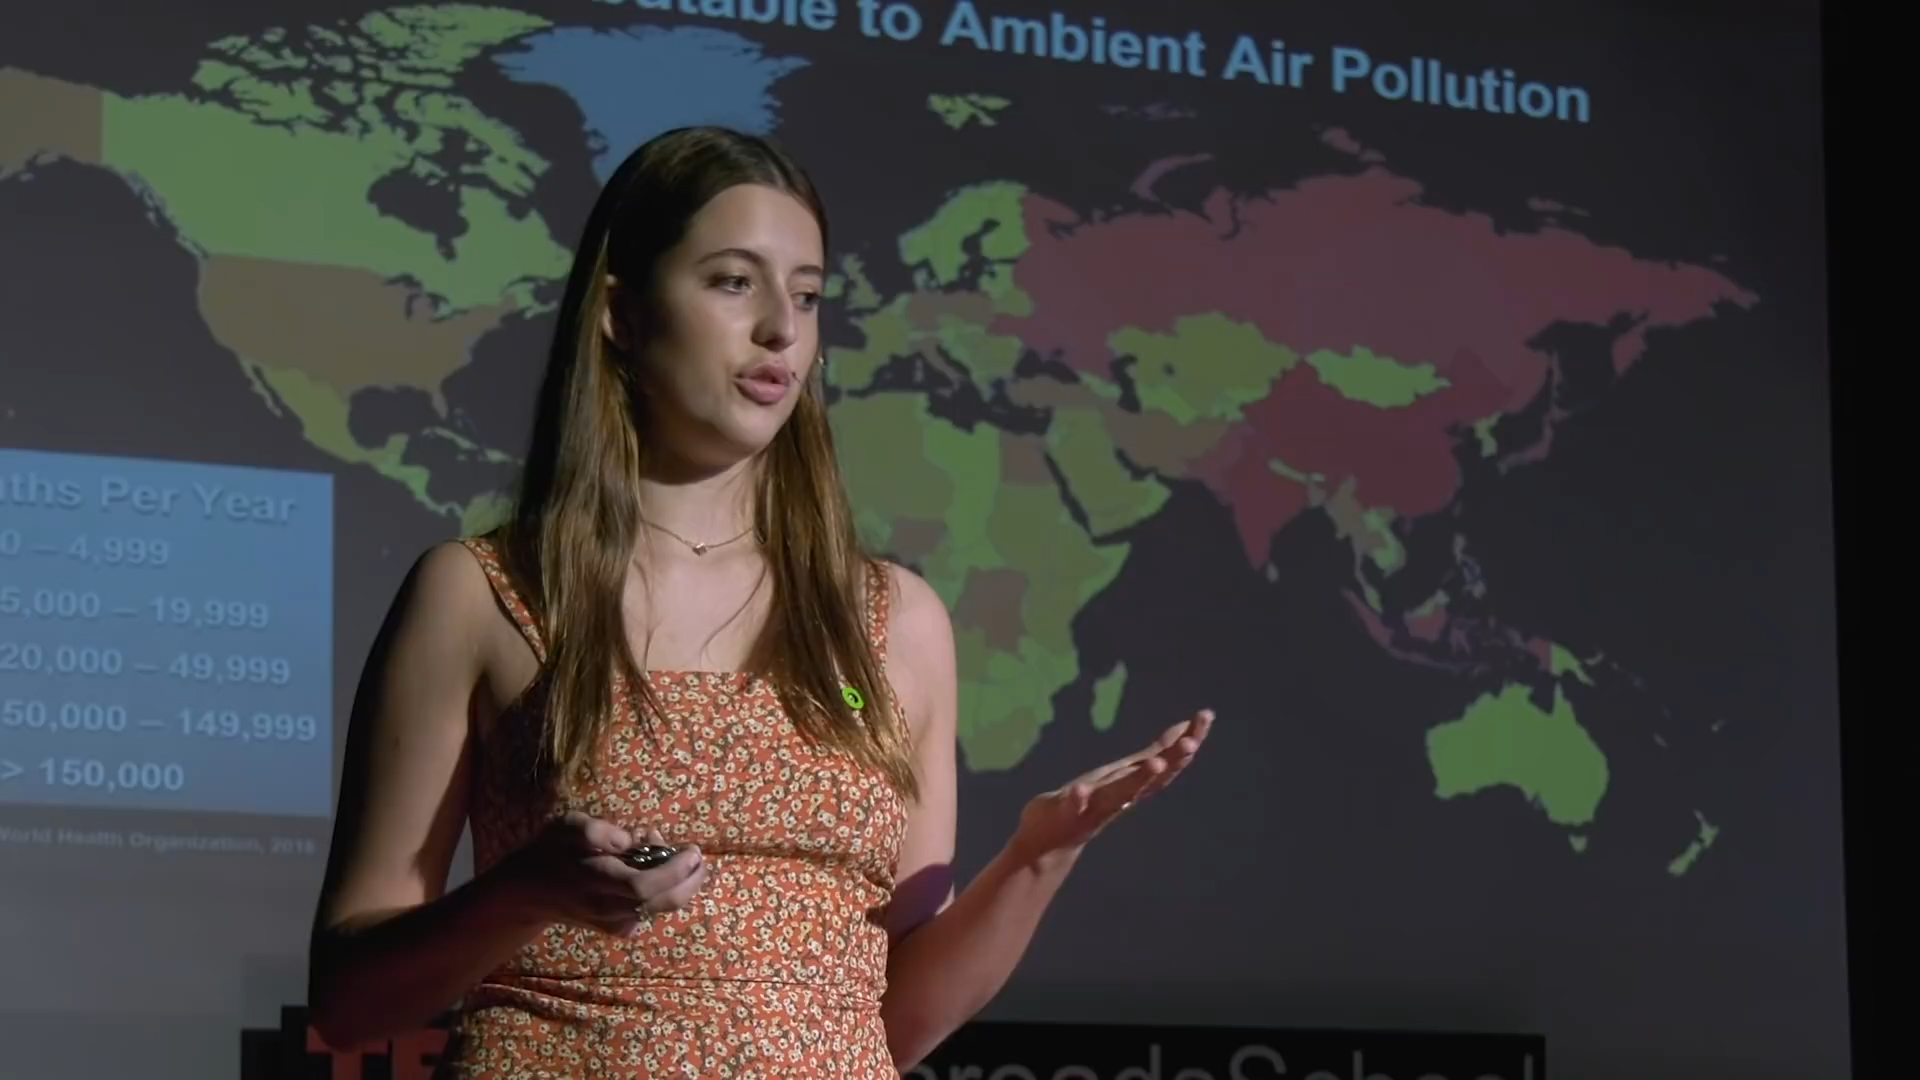 to Ambient Air Pollution
Per Year
0 – 4,999
5,000 – 19,999
20,000 – 49,999
50,000 – 149,999
> 150,000
World Health Organization,